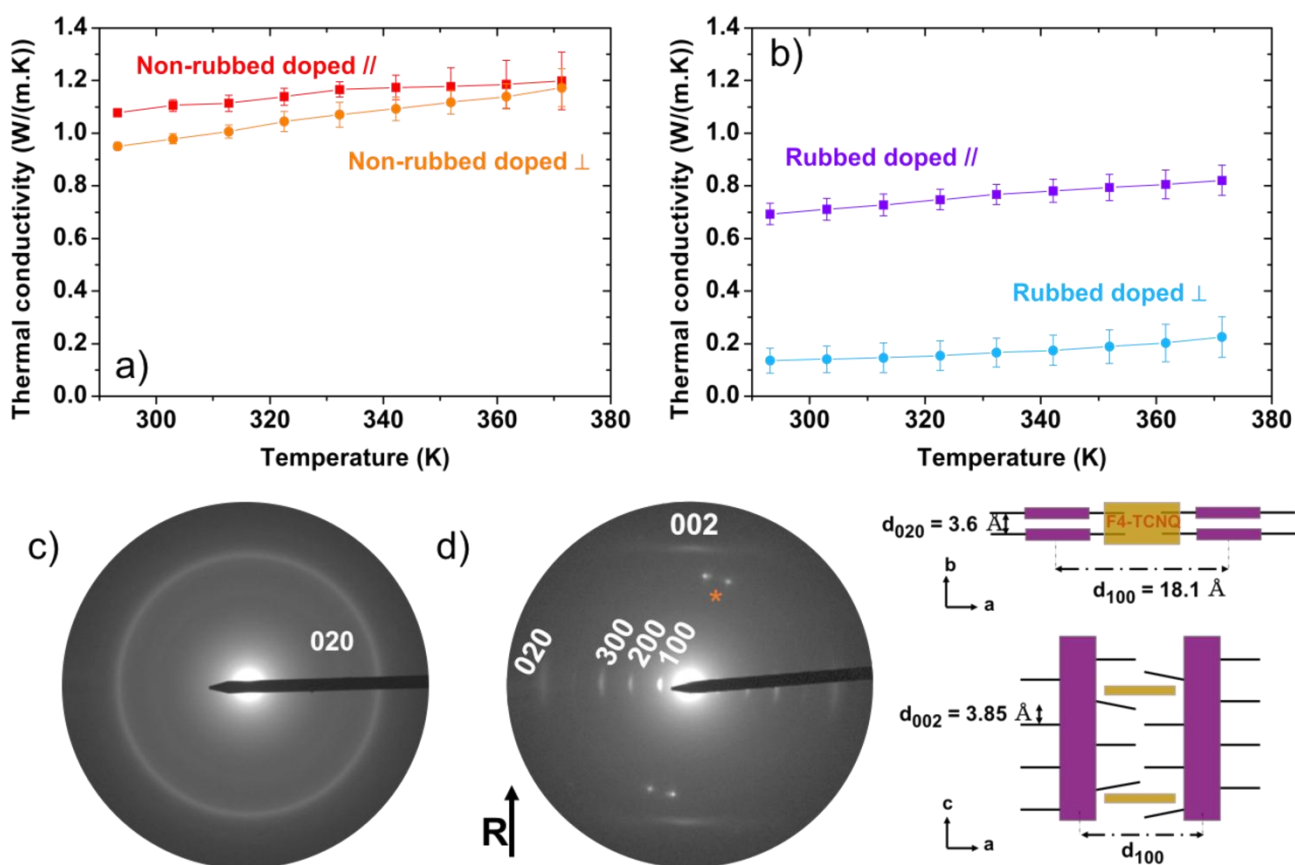 a)
Thermal conductivity (W/(m.K))
1.4
1.2
1.0
0.8
0.6
0.4
0.2
0.0
Non-rubbed doped //
Non-rubbed doped ⊥
300 320 340 360 380
Temperature (K)
b)
Thermal conductivity (W/(m.K))
1.4
1.2
1.0
0.8
0.6
0.4
0.2
0.0
Rubbed doped //
Rubbed doped ⊥
300 320 340 360 380
Temperature (K)
c)
020
d)
002
*
020 300 200 100
R
F4-TCNQ
d020 = 3.6 Å
b
a
d100 = 18.1 Å
d002 = 3.85 Å
c
a
d100